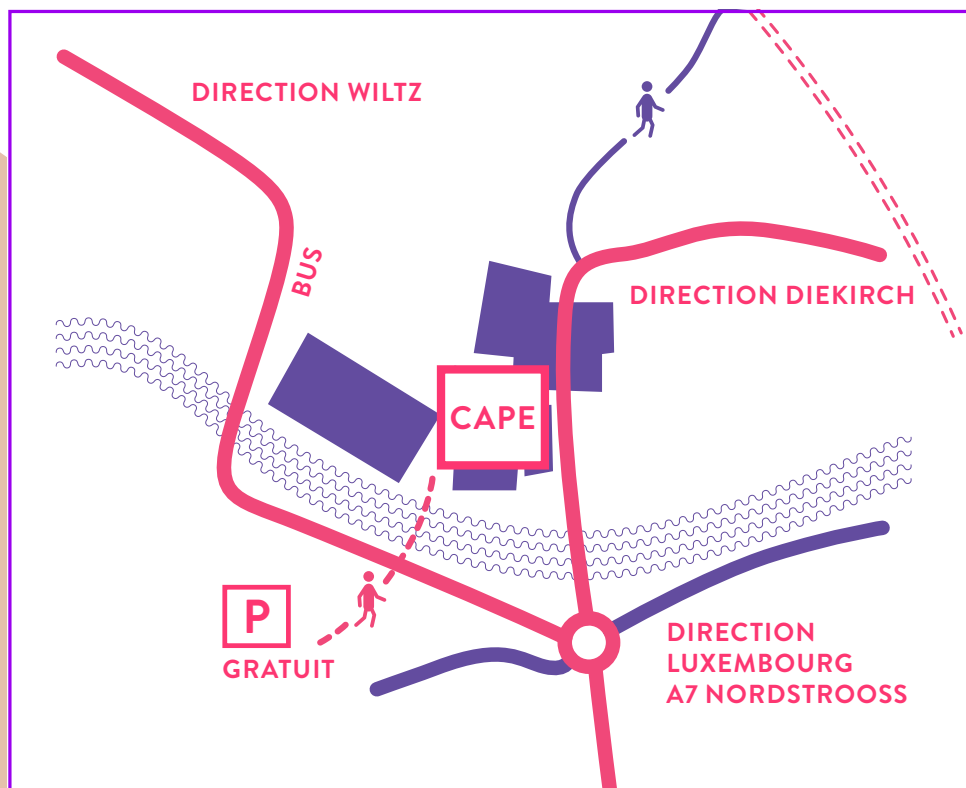 DIRECTION WILTZ
BUS
DIRECTION DIEKIRCH
CAPE
P
GRATUIT
DIRECTION
LUXEMBOURG
A7 NORDSTROOSS